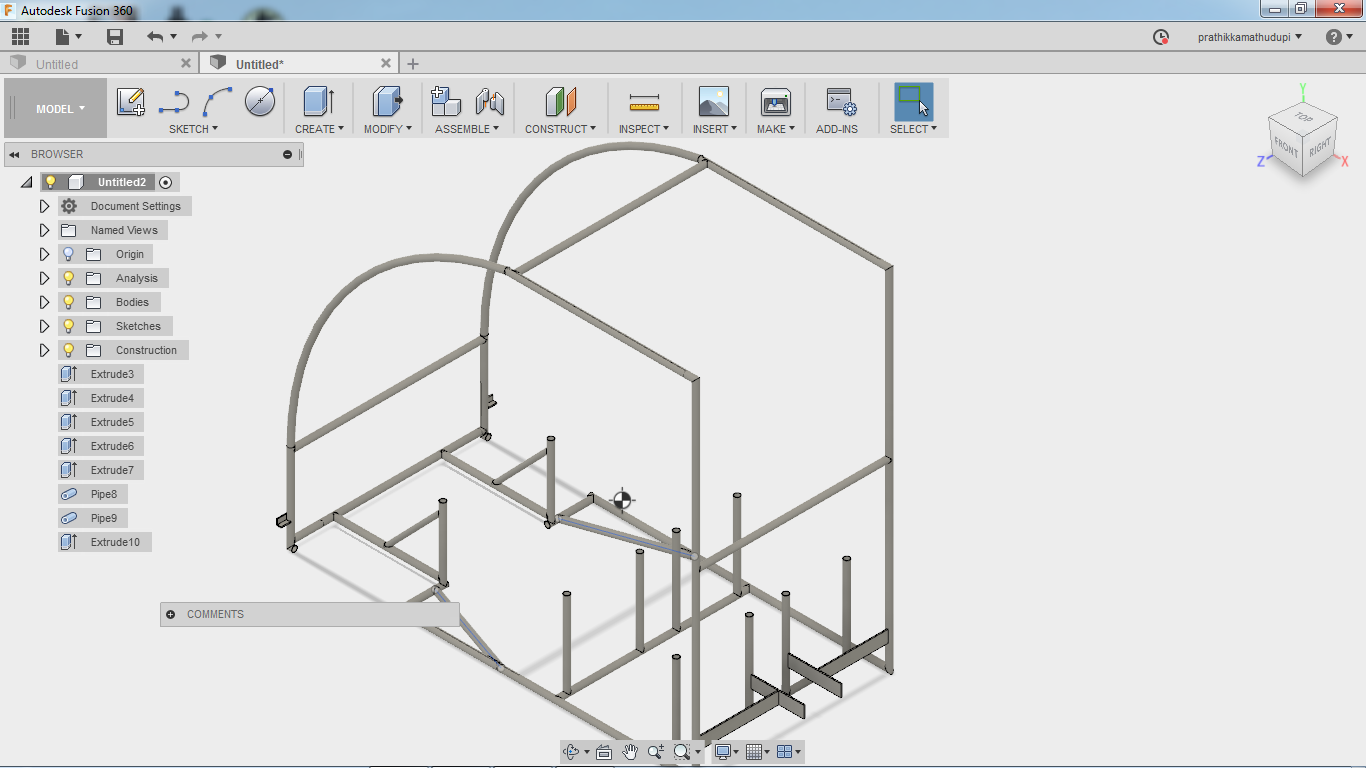 Autodesk Fusion 360
prathikkamathudupi
Untitled
Untitled*
MODEL
SKETCH
CREATE
MODIFY
ASSEMBLE
CONSTRUCT
INSPECT
INSERT
MAKE
ADD-INS
SELECT
BROWSER
Untitled2
Document Settings
Named Views
Origin
Analysis
Bodies
Sketches
Construction
Extrude3
Extrude4
Extrude5
Extrude6
Extrude7
Pipe8
Pipe9
Extrude10
COMMENTS
Y
TOP
FRONT
RIGHT
Z
X